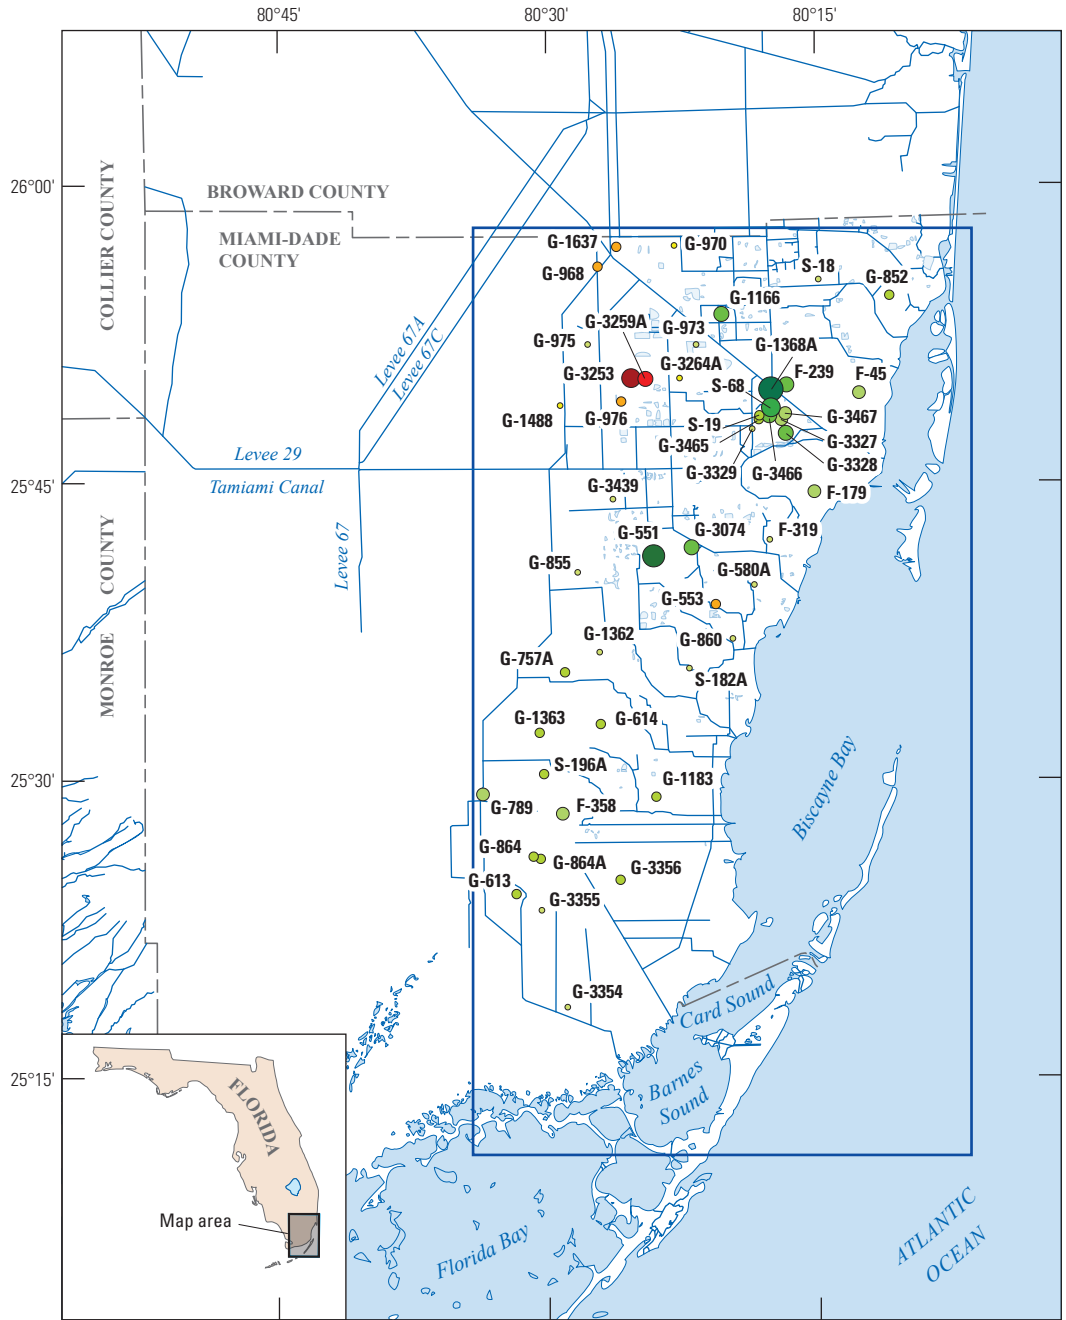 80°45'
80°30'
80°15'
26°00'
25°45'
25°30'
25°15'
COLLIER COUNTY
BROWARD COUNTY
MIAMI-DADE
COUNTY
MONROE COUNTY
Levee 67A
Levee 67C
Levee 29
Tamiami Canal
Levee 67
G-1637
G-970
G-968
S-18
G-852
G-1166
G-3259A
G-973
G-975
G-1368A
G-3253
G-3264A
F-239
F-45
S-68
G-1488
G-976
S-19
G-3467
G-3465
G-3327
G-3329
G-3466
G-3328
G-3439
F-179
G-551
G-3074
F-319
G-855
G-580A
G-553
G-1362
G-860
G-757A
S-182A
G-1363
G-614
S-196A
G-1183
G-789
F-358
G-864
G-864A
G-3356
G-613
G-3355
G-3354
Biscayne Bay
Card Sound
Barnes
Sound
Florida Bay
ATLANTIC
OCEAN
FLORIDA
Map area